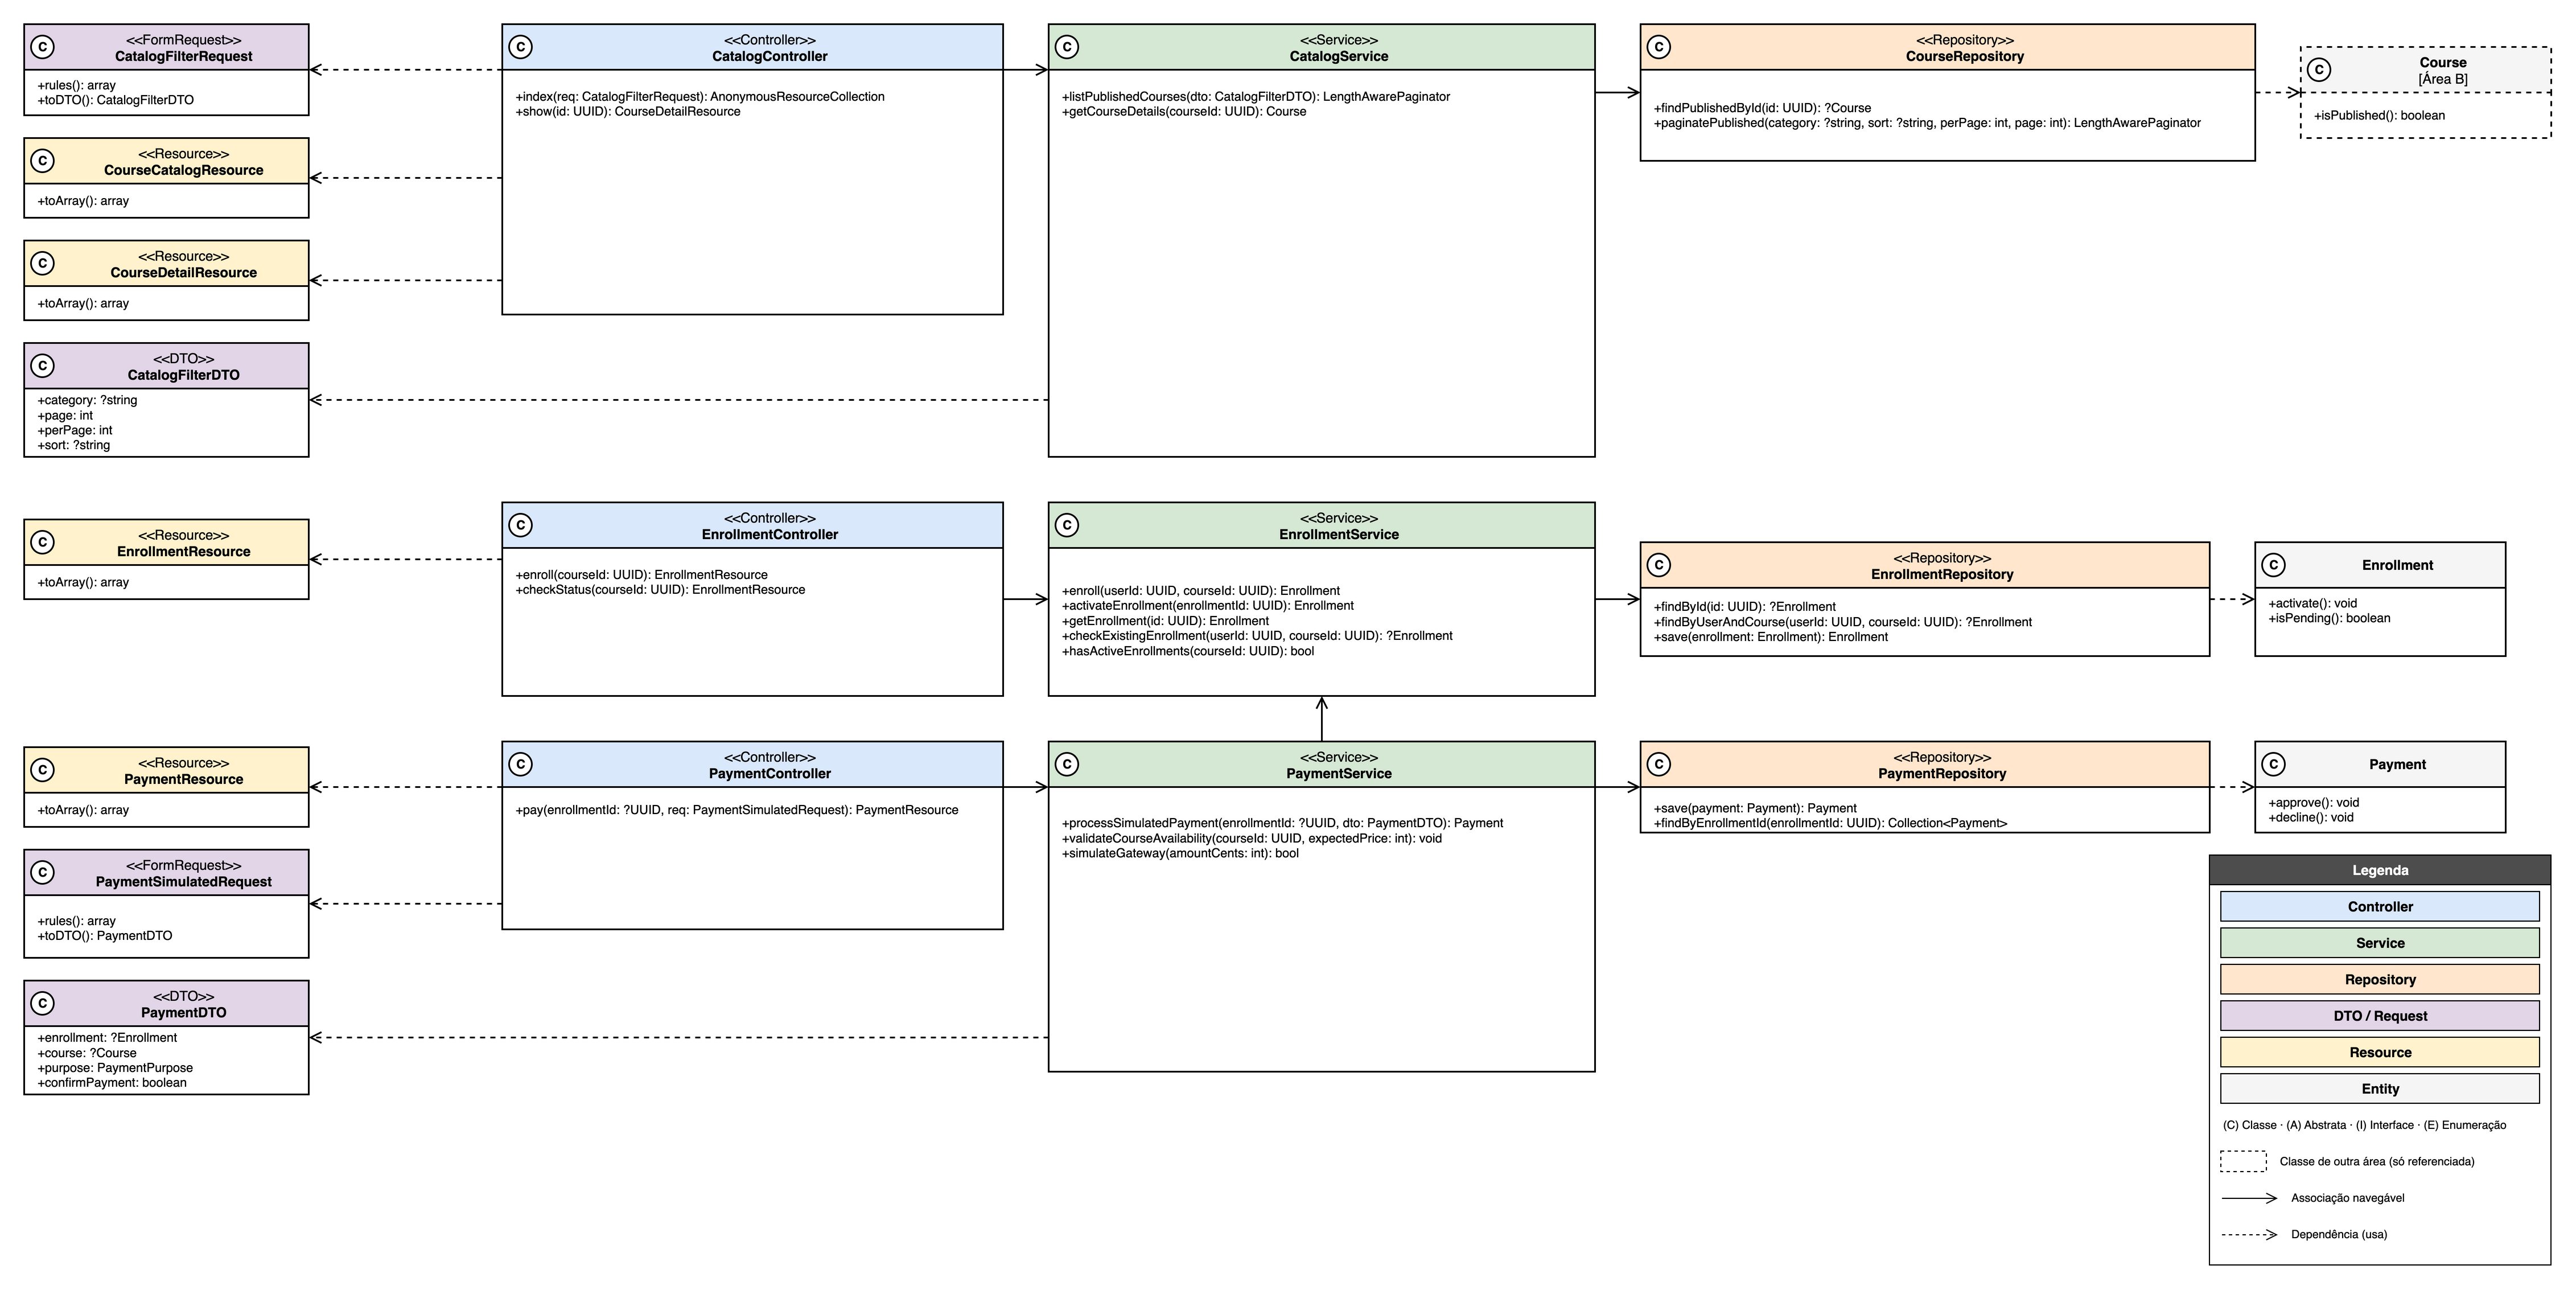 C
<<FormRequest>>
CatalogFilterRequest
+rules(): array
+toDTO(): CatalogFilterDTO
C
<<Controller>>
CatalogController
+index(req: CatalogFilterRequest): AnonymousResourceCollection
+show(id: UUID): CourseDetailResource
C
<<Service>>
CatalogService
+listPublishedCourses(dto: CatalogFilterDTO): LengthAwarePaginator
+getCourseDetails(courseId: UUID): Course
C
<<Repository>>
CourseRepository
+findPublishedById(id: UUID): ?Course
+paginatePublished(category: ?string, sort: ?string, perPage: int, page: int): LengthAwarePaginator
C
Course
[Área B]
+isPublished(): boolean
C
<<Resource>>
CourseCatalogResource
+toArray(): array
C
<<Resource>>
CourseDetailResource
+toArray(): array
C
<<DTO>>
CatalogFilterDTO
+category: ?string
+page: int
+perPage: int
+sort: ?string
C
<<Resource>>
EnrollmentResource
+toArray(): array
C
<<Controller>>
EnrollmentController
+enroll(courseId: UUID): EnrollmentResource
+checkStatus(courseId: UUID): EnrollmentResource
C
<<Service>>
EnrollmentService
+enroll(userId: UUID, courseId: UUID): Enrollment
+activateEnrollment(enrollmentId: UUID): Enrollment
+getEnrollment(id: UUID): Enrollment
+checkExistingEnrollment(userId: UUID, courseId: UUID): ?Enrollment
+hasActiveEnrollments(courseId: UUID): bool
C
<<Repository>>
EnrollmentRepository
+findById(id: UUID): ?Enrollment
+findByUserAndCourse(userId: UUID, courseId: UUID): ?Enrollment
+save(enrollment: Enrollment): Enrollment
C
Enrollment
+activate(): void
+isPending(): boolean
C
<<Resource>>
PaymentResource
+toArray(): array
C
<<Controller>>
PaymentController
+pay(enrollmentId: ?UUID, req: PaymentSimulatedRequest): PaymentResource
C
<<Service>>
PaymentService
+processSimulatedPayment(enrollmentId: ?UUID, dto: PaymentDTO): Payment
+validateCourseAvailability(courseId: UUID, expectedPrice: int): void
+simulateGateway(amountCents: int): bool
C
<<Repository>>
PaymentRepository
+save(payment: Payment): Payment
+findByEnrollmentId(enrollmentId: UUID): Collection<Payment>
C
Payment
+approve(): void
+decline(): void
C
<<FormRequest>>
PaymentSimulatedRequest
+rules(): array
+toDTO(): PaymentDTO
C
<<DTO>>
PaymentDTO
+enrollment: ?Enrollment
+course: ?Course
+purpose: PaymentPurpose
+confirmPayment: boolean
Legenda
Controller
Service
Repository
DTO / Request
Resource
Entity
(C) Classe · (A) Abstrata · (I) Interface · (E) Enumeração
Classe de outra área (só referenciada)
Associação navegável
Dependência (usa)